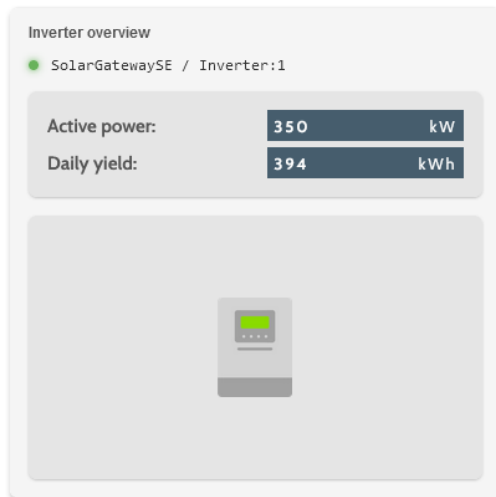 Inverter overview
SolarGatewaySE / Inverter:1
Active power: 350 kW
Daily yield: 394 kWh